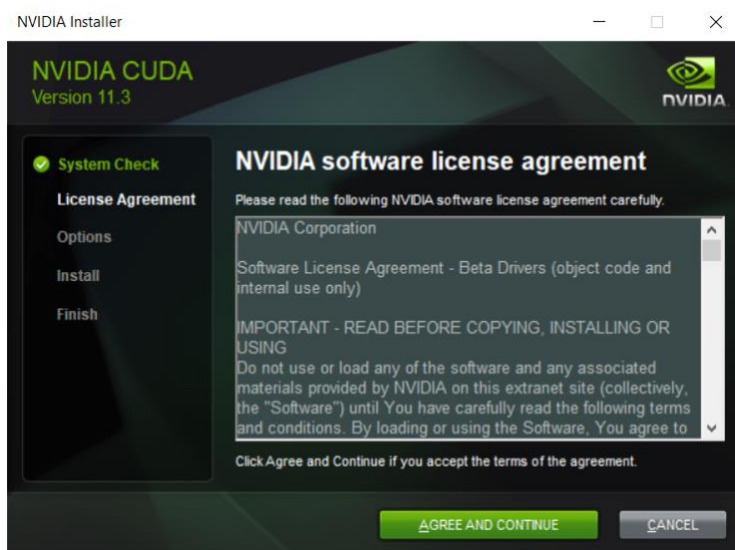 NVIDIA Installer
NVIDIA CUDA
Version 11.3
NVIDIA.
System Check
License Agreement
Options
Install
Finish
NVIDIA software license agreement
Please read the following NVIDIA software license agreement carefully.
NVIDIA Corporation
Software License Agreement - Beta Drivers (object code and
internal use only)
IMPORTANT - READ BEFORE COPYING, INSTALLING OR
USING
Do not use or load any of the software and any associated
materials provided by NVIDIA on this extranet site (collectively,
the "Software") until You have carefully read the following terms
and conditions. By loading or using the Software, You agree to
Click Agree and Continue if you accept the terms of the agreement.
AGREE AND CONTINUE
CANCEL